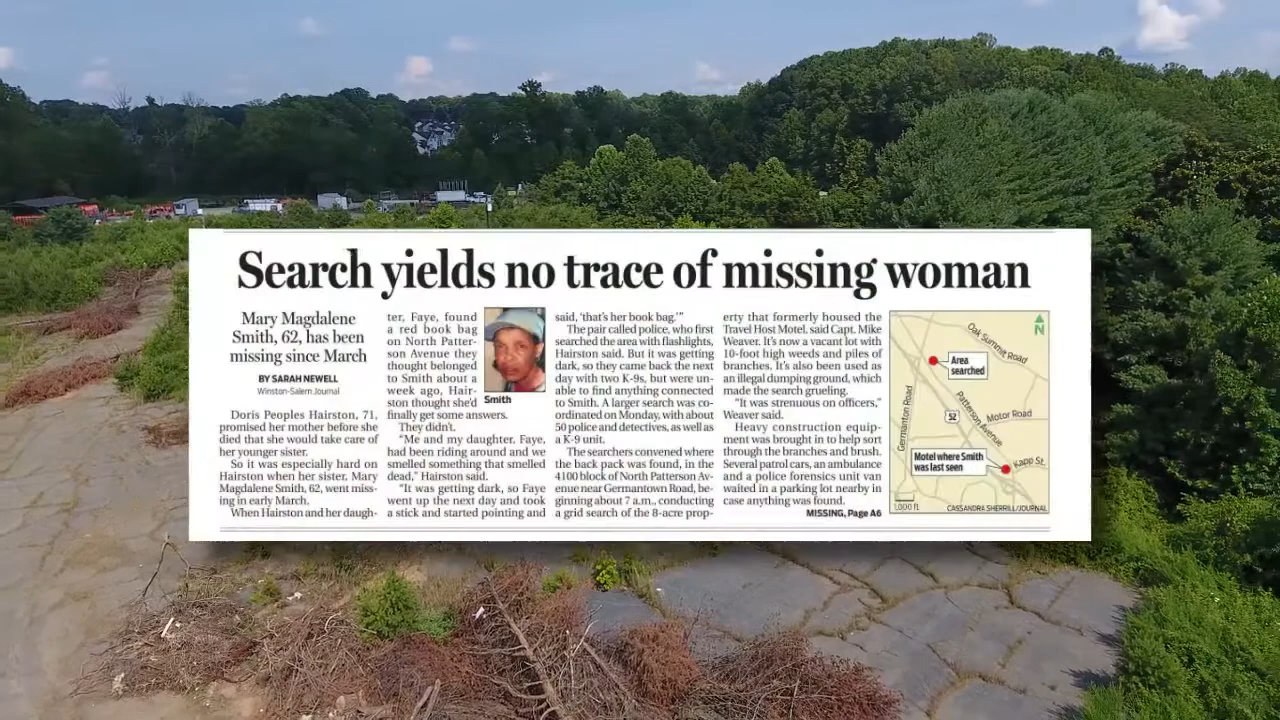 Search yields no trace of missing woman
Mary Magdalene
Smith, 62, has been
missing since March
BY SARAH NEWELL
Winston-Salem Journal
Doris Peoples Hairston, 71,
promised her mother before she
died that she would take care of
her younger sister.
So it was especially hard on
Hairston when her sister, Mary
Magdalene Smith, 62, went miss-
ing in early March.
When Hairston and her daugh-
ter, Faye, found
a red book bag
on North Patter-
son Avenue they
thought belonged
to Smith about a
week ago, Hair-
ston thought she'd
finally get some answers.
They didn't.
"Me and my daughter, Faye,
had been riding around and we
smelled something that smelled
dead," Hairston said.
"It was getting dark, so Faye
went up the next day and took
a stick and started pointing and
Smith
said, 'that's her book bag.'"
The pair called police, who first
searched the area with flashlights,
Hairston said. But it was getting
dark, so they came back the next
day with two K-9s, but were un-
able to find anything connected
to Smith. A larger search was co-
ordinated on Monday, with about
50 police and detectives, as well as
a K-9 unit.
The searchers convened where
the back pack was found, in the
4100 block of North Patterson Av-
enue near Germantown Road, be-
ginning about 7 a.m., conducting
a grid search of the 8-acre prop-
erty that formerly housed the
Travel Host Motel, said Capt. Mike
Weaver. It's now a vacant lot with
10-foot high weeds and piles of
branches. It's also been used as
an illegal dumping ground, which
made the search grueling.
"It was strenuous on officers,"
Weaver said.
Heavy construction equip-
ment was brought in to help sort
through the branches and brush.
Several patrol cars, an ambulance
and a police forensics unit van
waited in a parking lot nearby in
case anything was found.
MISSING, Page A6
N
Oak Summit Road
Area
searched
Germanton Road
Patterson Avenue
52
Motor Road
Motel where Smith
was last seen
Kapp St.
1,000 ft.
CASSANDRA SHERRILL/JOURNAL